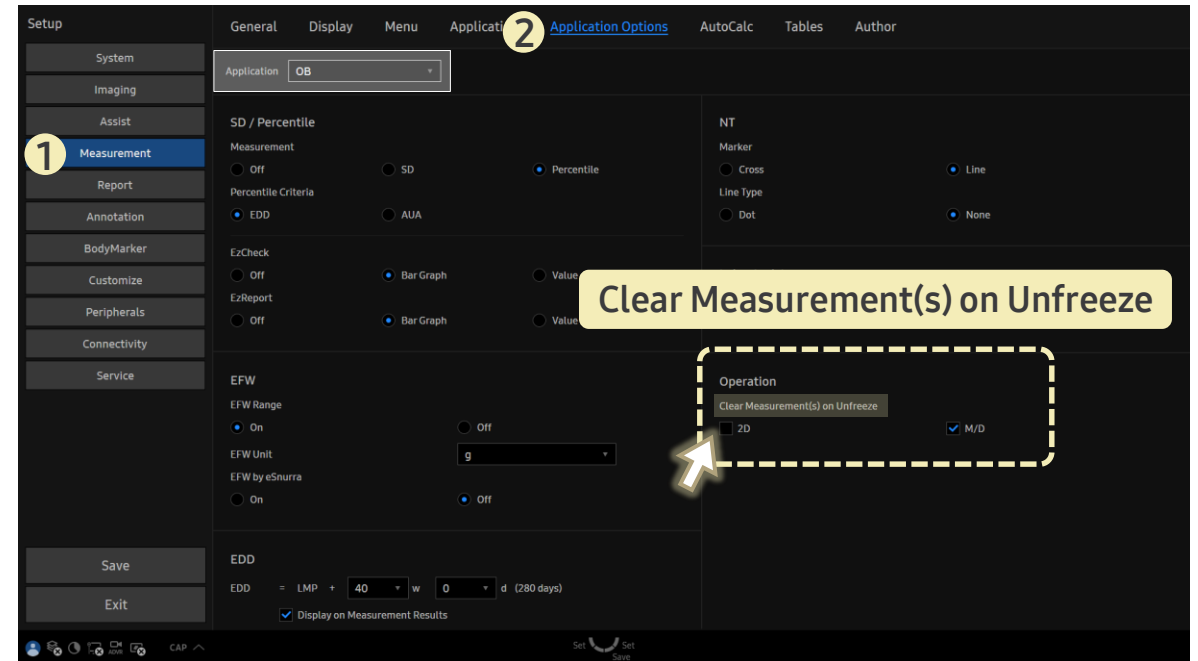 Setup
General Display Menu Applicati 2 Application Options AutoCalc Tables Author
System
Imaging
Assist
1 Measurement
Report
Annotation
BodyMarker
Customize
Peripherals
Connectivity
Service
Save
Exit
Application OB
SD / Percentile
Measurement
Off SD Percentile
Percentile Criteria
EDD AUA
EzCheck
Off Bar Graph Value
EzReport
Off Bar Graph Value
EFW
EFW Range
On Off
EFW Unit g
EFW by eSnurra
On Off
EDD
EDD = LMP + 40 w 0 d (280 days)
Display on Measurement Results
NT
Marker
Cross Line
Line Type
Dot None
Clear Measurement(s) on Unfreeze
Operation
Clear Measurement(s) on Unfreeze
2D M/D
CAP
Set Set
Save